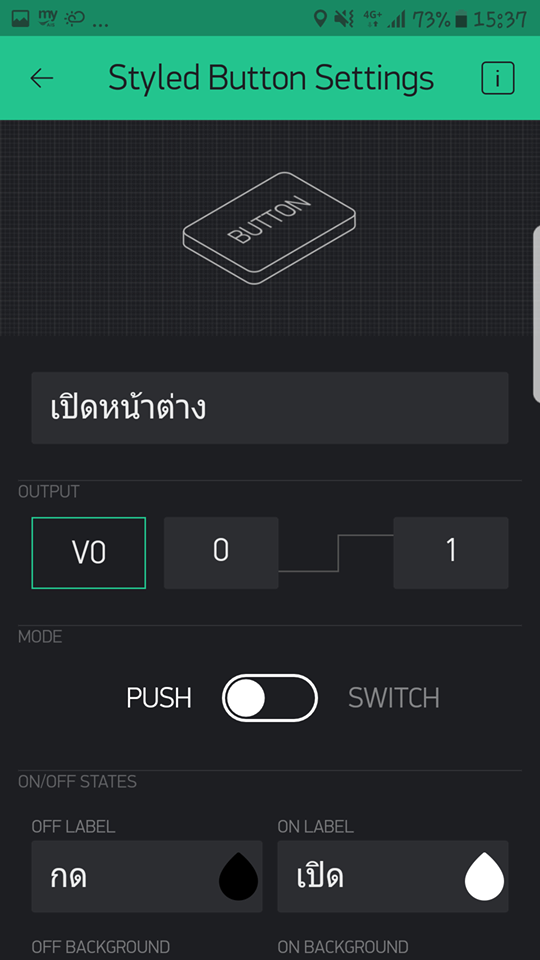 my ... 4G+ 73% 15:37
Styled Button Settings i
BUTTON
เปิดหน้าต่าง
OUTPUT
V0 0 1
MODE
PUSH SWITCH
ON/OFF STATES
OFF LABEL ON LABEL
กด เปิด
OFF BACKGROUND ON BACKGROUND